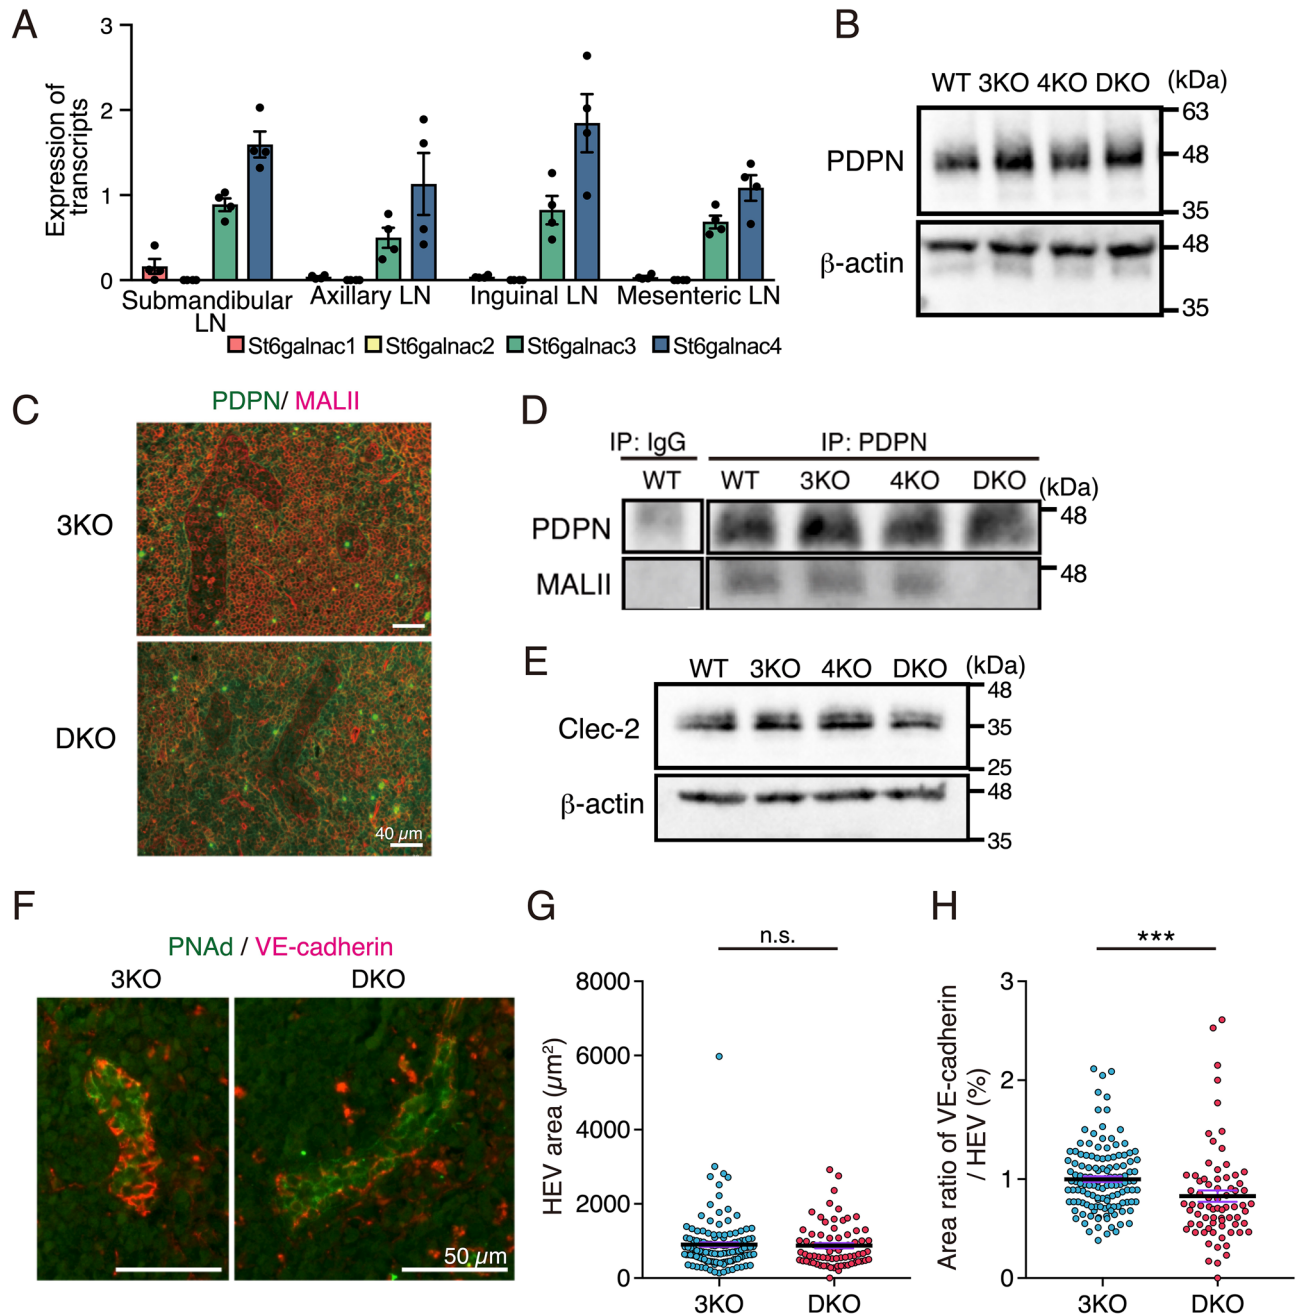 A
3
2
1
0
Expression of
transcripts
Submandibular
LN
Axillary LN
Inguinal LN
Mesenteric LN
St6galnac1
St6galnac2
St6galnac3
St6galnac4
B
WT 3KO 4KO DKO (kDa)
PDPN
63
48
35
β-actin
48
35
C
PDPN/ MALII
3KO
DKO
40 µm
D
IP: IgG
IP: PDPN
WT
WT 3KO 4KO DKO (kDa)
PDPN
48
MALII
48
E
WT 3KO 4KO DKO (kDa)
Clec-2
48
35
25
β-actin
48
35
F
PNAd / VE-cadherin
3KO
DKO
50 µm
G
n.s.
8000
6000
4000
2000
0
HEV area (µm²)
3KO
DKO
H
***
3
2
1
0
Area ratio of VE-cadherin
/ HEV (%)
3KO
DKO